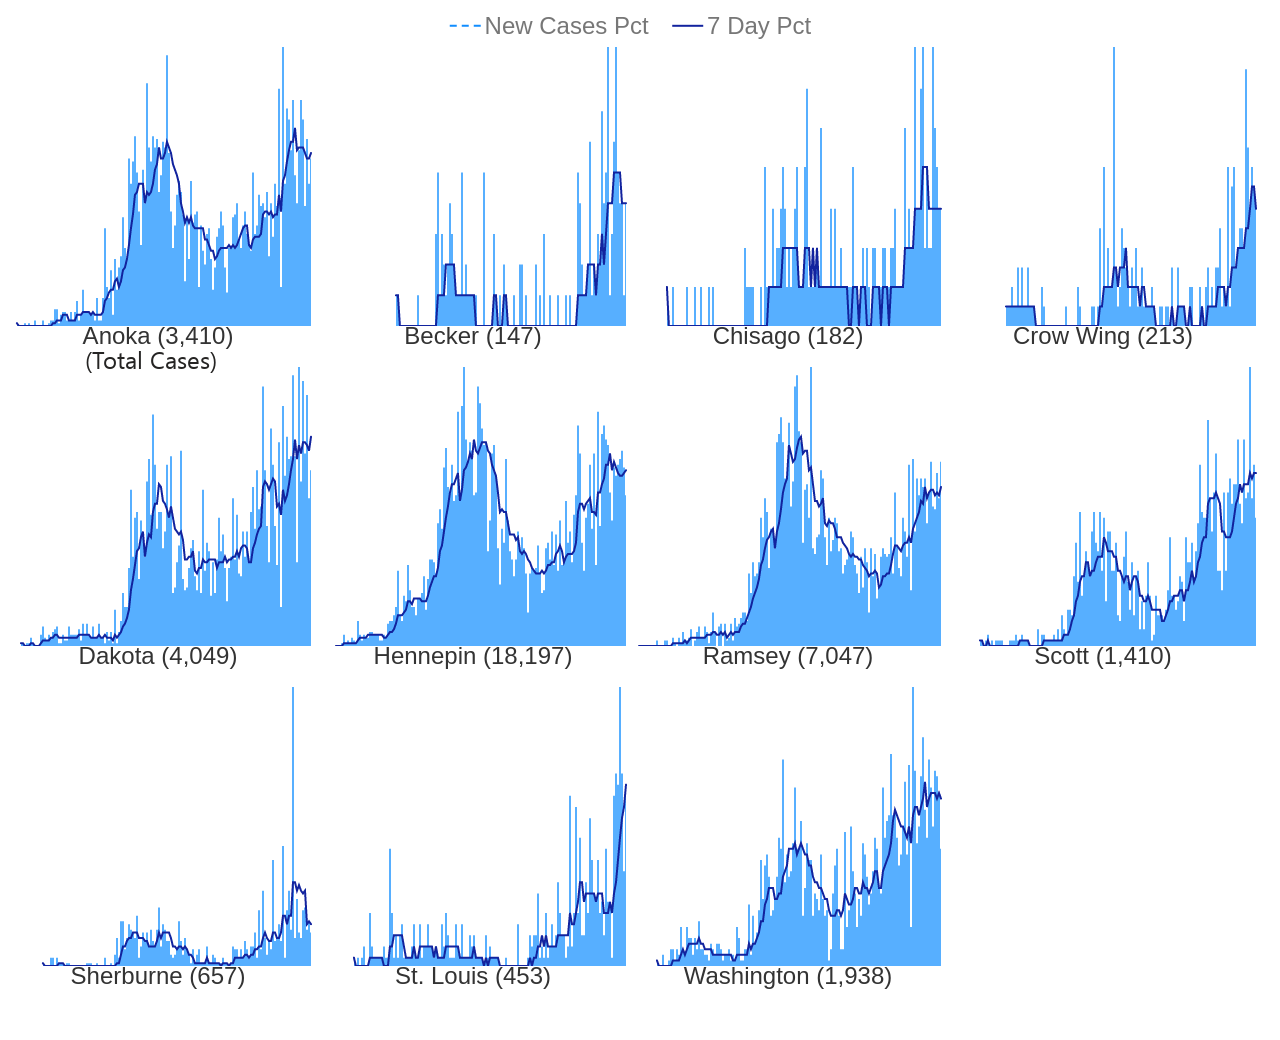 New Cases Pct 7 Day Pct
Anoka (3,410) Becker (147) Chisago (182) Crow Wing (213)
(Total Cases)
Dakota (4,049) Hennepin (18,197) Ramsey (7,047) Scott (1,410)
Sherburne (657) St. Louis (453) Washington (1,938)